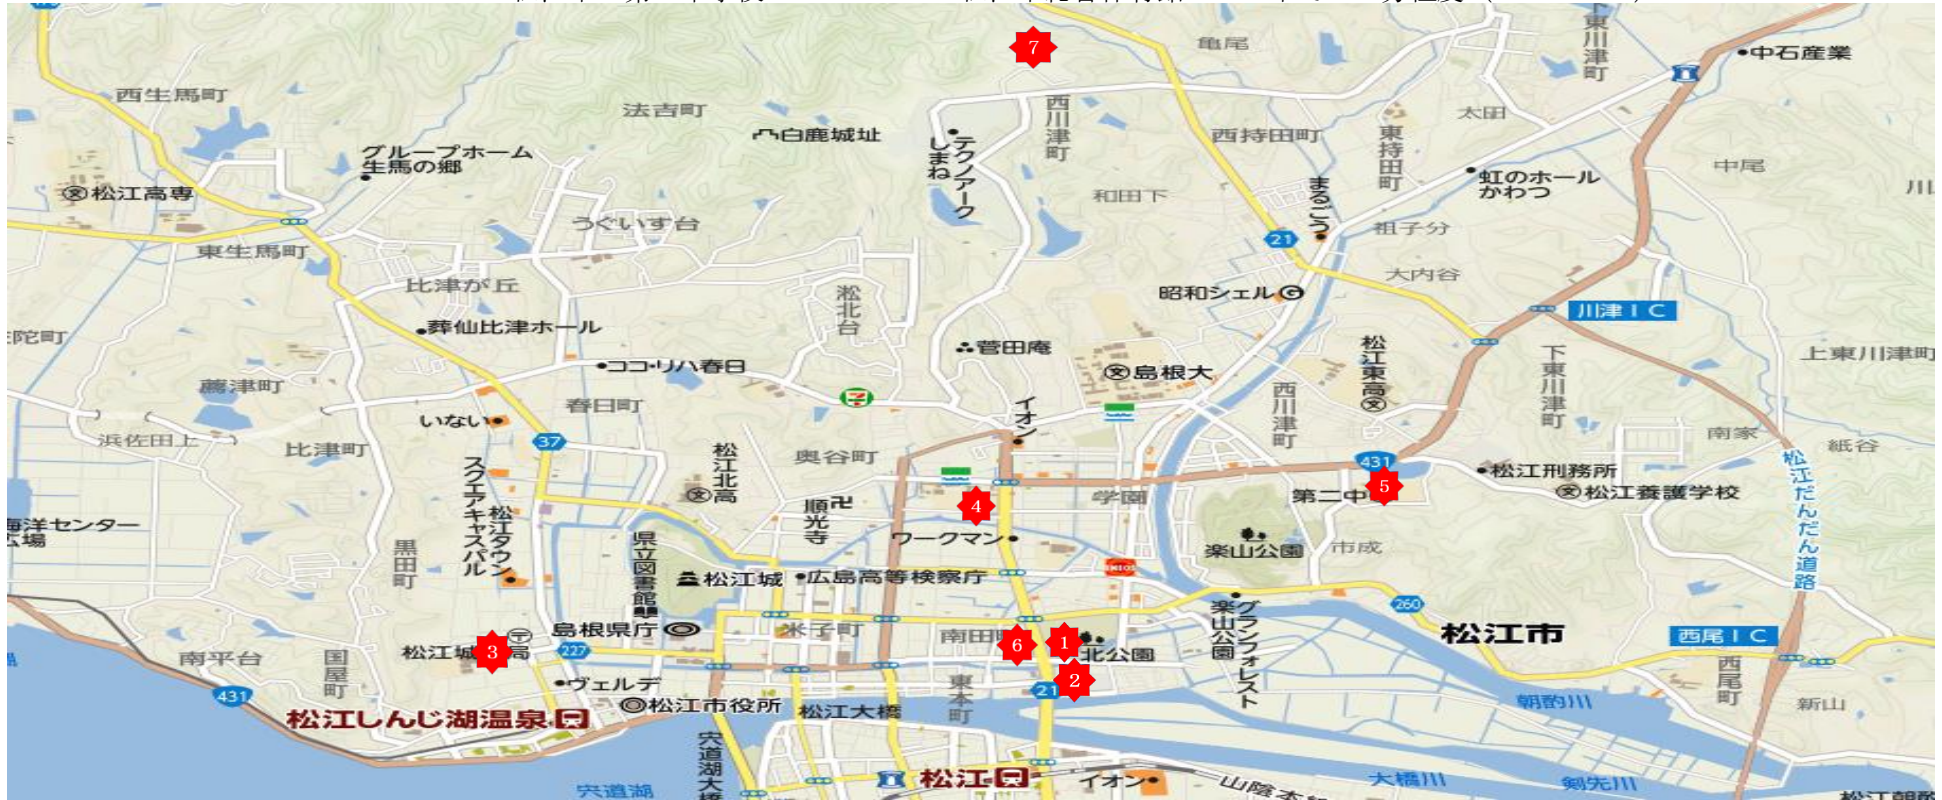 7
亀尾
下東川津町
中石産業
西生馬町
法吉町
白鹿城址
テクノアークしまね
西川津町
西持田町
東持田町
太田
グループホーム
生馬の郷
松江高専
中尾
虹のホール
かわつ
和田下
まるごう
うぐいす台
祖子分
東生馬町
21
大内谷
比津が丘
淞北台
昭和シェル
川津IC
葬仙比津ホール
菅田庵
松江東高
下東川津町
上東川津町
ココ・リハ春日
島根大
薦津町
西川津町
春日町
イオン
いない
浜佐田上
比津町
37
松江北高
奥谷町
南家
紙谷
431
松江刑務所
松江だんだん道路
スクエアキャスパル
松江タウン
第二中
5
松江養護学校
学園
4
順光寺
海洋センター
広場
黒田町
県立図書館
ワークマン
楽山公園
市成
松江城
広島高等検察庁
260
島根県庁
米子町
南田町
6
1
北公園
楽山公園
グランフォレスト
松江市
西尾IC
南平台
国屋町
松江城
局
3
227
2
ヴェルデ
東本町
21
西尾町
431
松江しんじ湖温泉
松江市役所
松江大橋
朝酌川
新山
宍道湖大橋
松江
イオン
山陰本線
大橋川
剣先川
宍道湖
松江朝酌